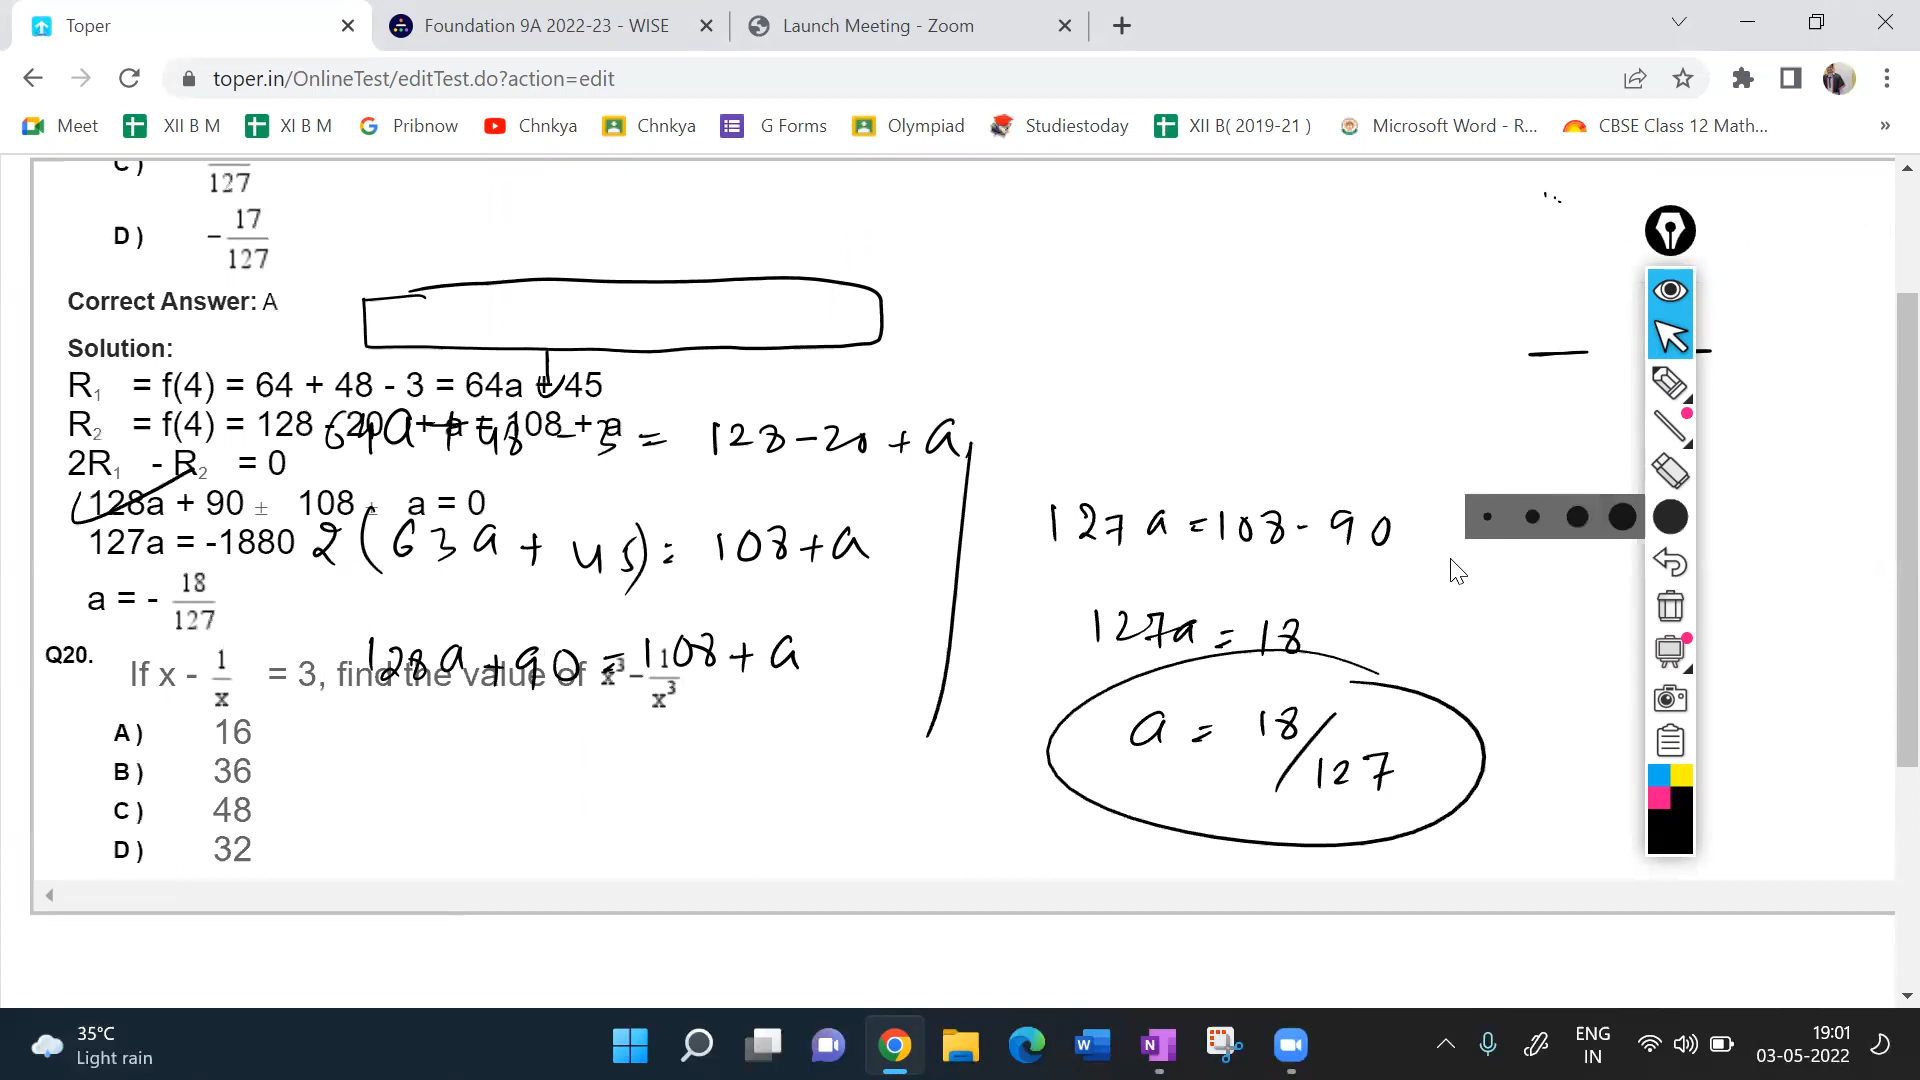 Toper
Foundation 9A 2022-23 - WISE
Launch Meeting - Zoom
toper.in/OnlineTest/editTest.do?action=edit
Meet
XII B M
XI B M
Pribnow
Chnkya
Chnkya
G Forms
Olympiad
Studiestoday
XII B( 2019-21 )
Microsoft Word - R...
CBSE Class 12 Math...
»
C )
127
D ) - 17/127
Correct Answer: A
Solution:
R₁ = f(4) = 64 + 48 - 3 = 64a + 45
R₂ = f(4) = 128 - 20 + a = 108 + a
64a + 48 - 3 = 128 - 20 + a
2R₁ - R₂ = 0
128a + 90 ± 108 ± a = 0
127a = -1880
2(63a + 45) = 108 + a
a = - 18/127
128a + 90 = 108 + a
127a = 108 - 90
127a = 18
a = 18/127
Q20. If x - 1/x = 3, find the value of x³ - 1/x³
A ) 16
B ) 36
C ) 48
D ) 32
35°C
Light rain
ENG
IN
19:01
03-05-2022